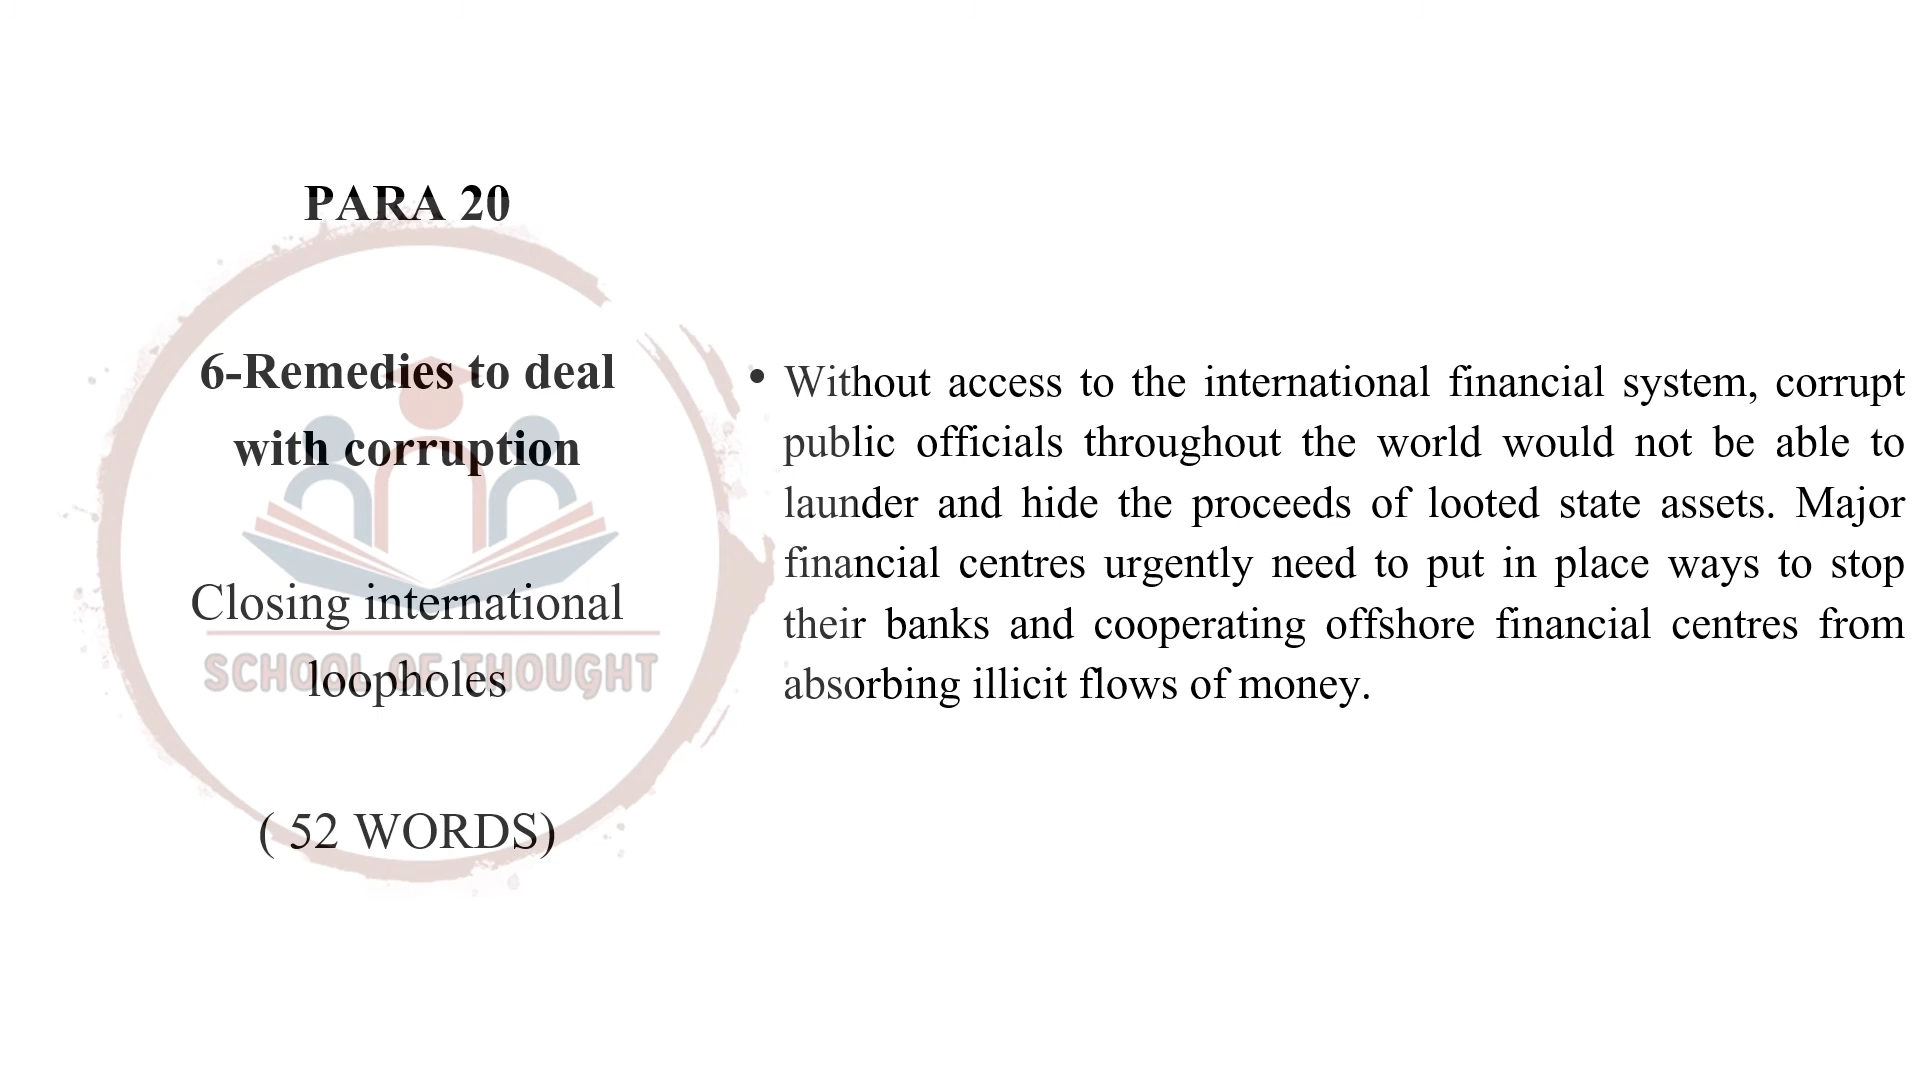 PARA 20
6-Remedies to deal
with corruption
Closing international
loopholes
( 52 WORDS)
SCHOOL OF THOUGHT
• Without access to the international financial system, corrupt
public officials throughout the world would not be able to
launder and hide the proceeds of looted state assets. Major
financial centres urgently need to put in place ways to stop
their banks and cooperating offshore financial centres from
absorbing illicit flows of money.